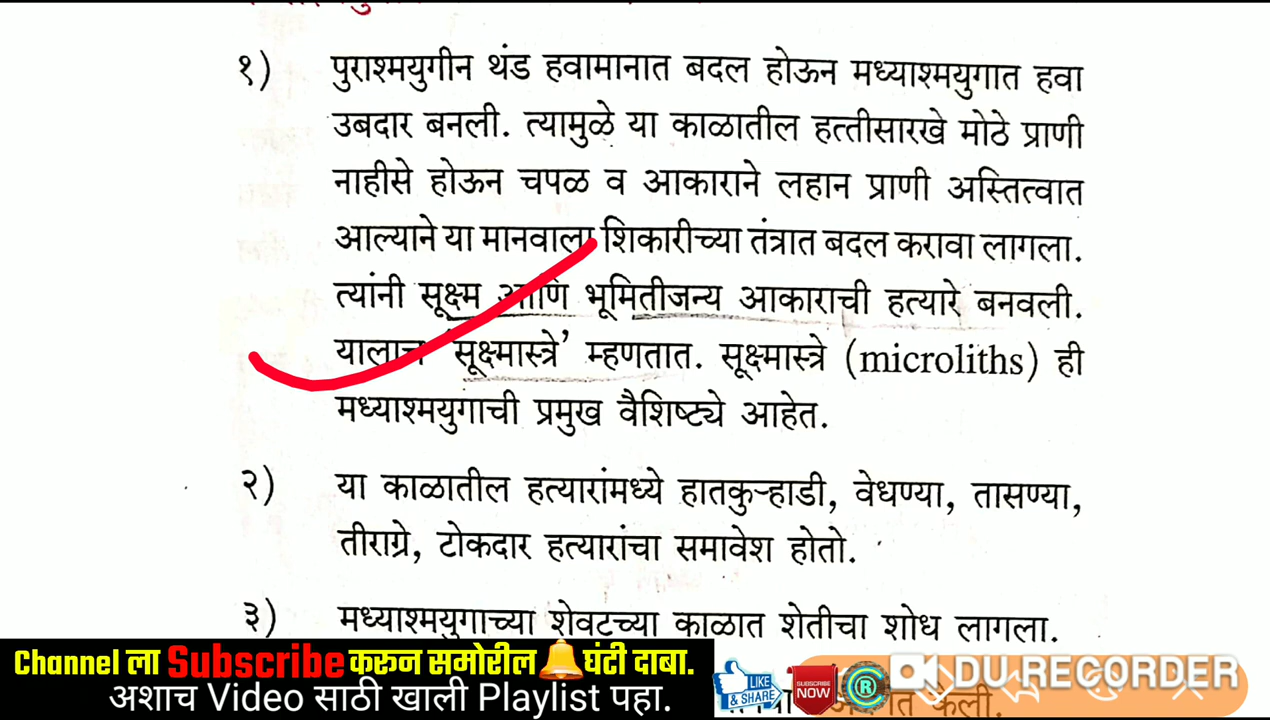 १) पुराश्मयुगीन थंड हवामानात बदल होऊन मध्याश्मयुगात हवा
उबदार बनली. त्यामुळे या काळातील हत्तीसारखे मोठे प्राणी
नाहीसे होऊन चपळ व आकाराने लहान प्राणी अस्तित्वात
आल्याने या मानवाला शिकारीच्या तंत्रात बदल करावा लागला.
त्यांनी सूक्ष्म आणि भूमितीजन्य आकाराची हत्यारे बनवली.
यालाच 'सूक्ष्मास्त्रे' म्हणतात. सूक्ष्मास्त्रे (microliths) ही
मध्याश्मयुगाची प्रमुख वैशिष्ट्ये आहेत.
२) या काळातील हत्यारांमध्ये हातकुऱ्हाडी, वेधण्या, तासण्या,
तीराग्रे, टोकदार हत्यारांचा समावेश होतो.
३) मध्याश्मयुगाच्या शेवटच्या काळात शेतीचा शोध लागला.
Channel ला Subscribe करून समोरील घंटी दाबा.
अशाच Video साठी खाली Playlist पहा.
LIKE & SHARE
SUBSCRIBE NOW
®
DU RECORDER
केली.